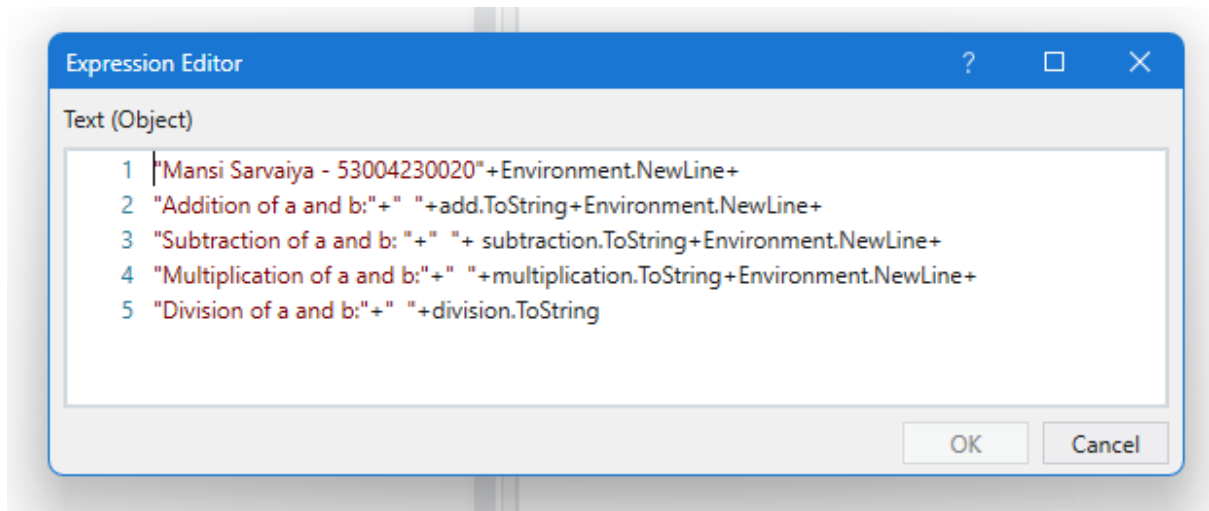 Expression Editor
Text (Object)
1 "Mansi Sarvaiya - 53004230020"+Environment.NewLine+
2 "Addition of a and b:"+"  "+add.ToString+Environment.NewLine+
3 "Subtraction of a and b: "+"  "+ subtraction.ToString+Environment.NewLine+
4 "Multiplication of a and b:"+"  "+multiplication.ToString+Environment.NewLine+
5 "Division of a and b:"+"  "+division.ToString
OK Cancel